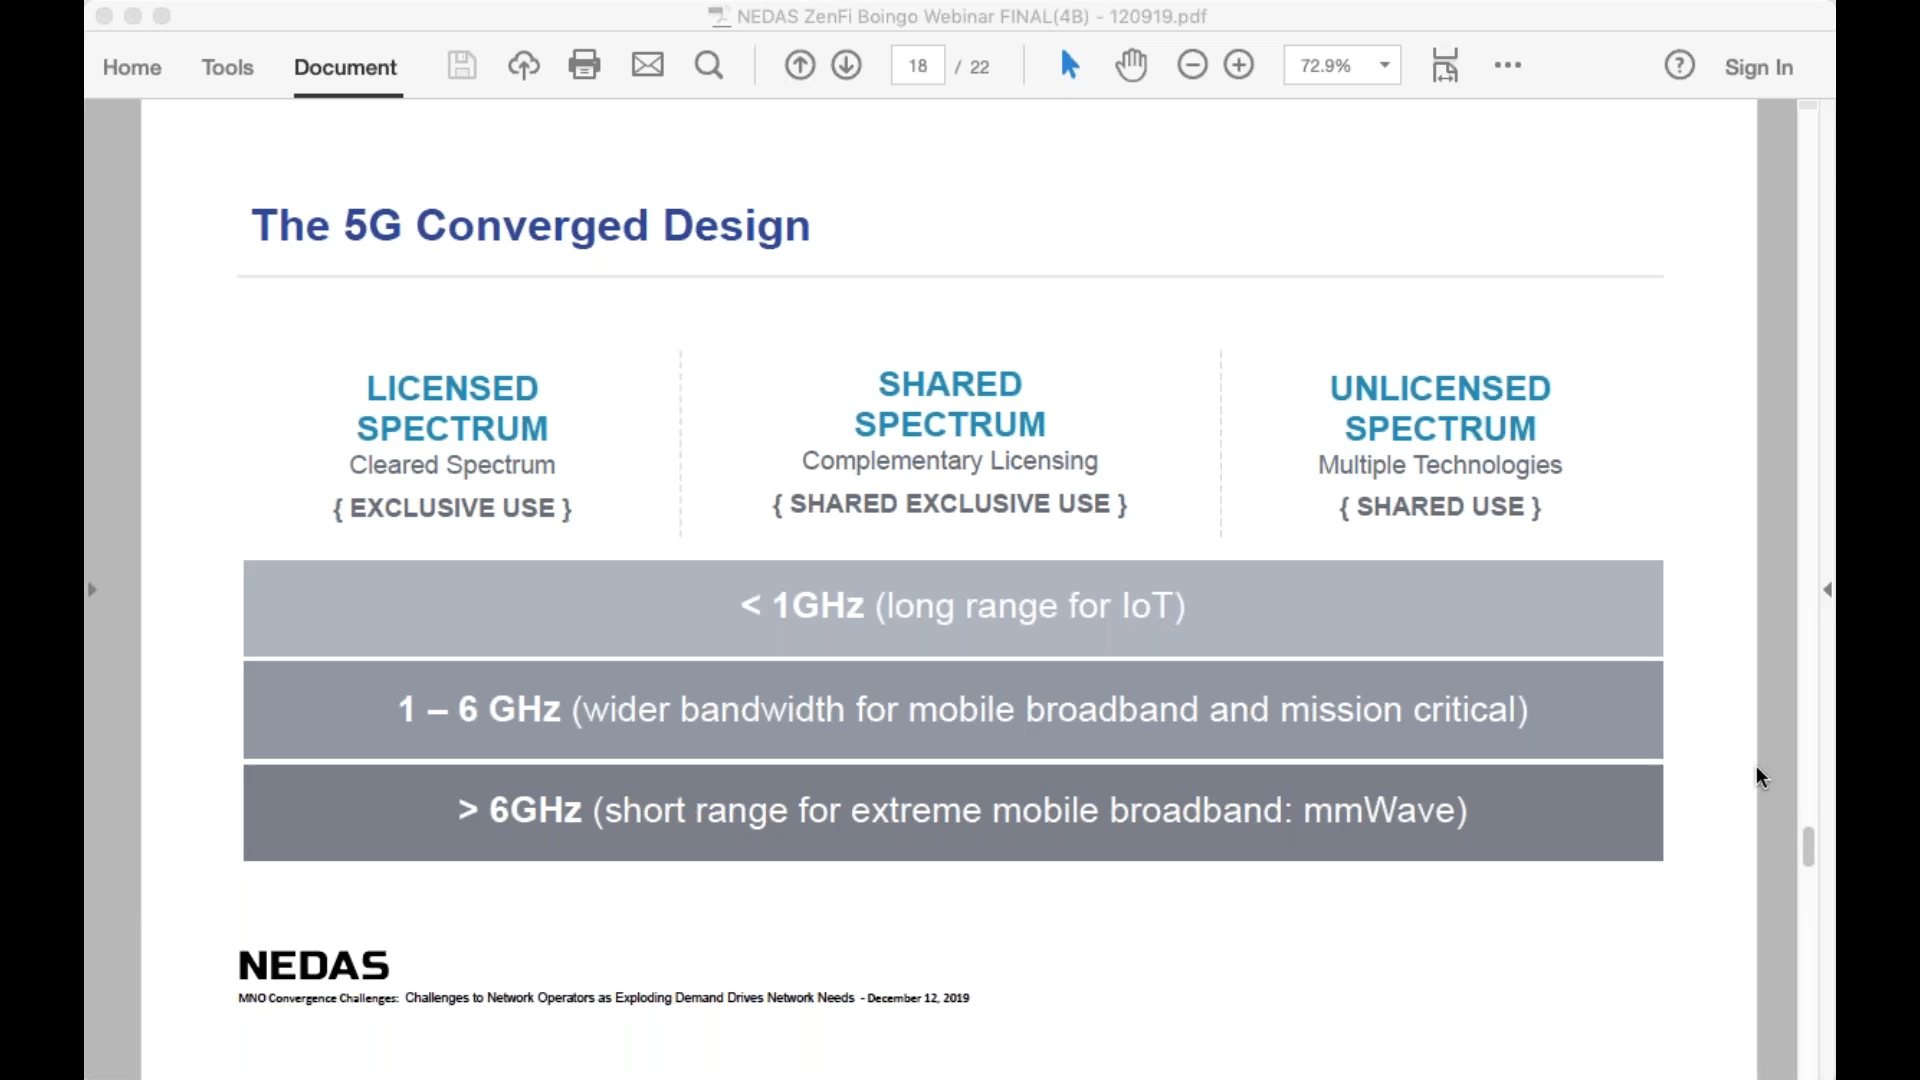 NEDAS ZenFi Boingo Webinar FINAL(4B) - 120919.pdf
Home Tools Document 18 / 22 72.9% Sign In
The 5G Converged Design
LICENSED
SPECTRUM
Cleared Spectrum
{ EXCLUSIVE USE }
SHARED
SPECTRUM
Complementary Licensing
{ SHARED EXCLUSIVE USE }
UNLICENSED
SPECTRUM
Multiple Technologies
{ SHARED USE }
< 1GHz (long range for IoT)
1 – 6 GHz (wider bandwidth for mobile broadband and mission critical)
> 6GHz (short range for extreme mobile broadband: mmWave)
NEDAS
MNO Convergence Challenges: Challenges to Network Operators as Exploding Demand Drives Network Needs - December 12, 2019